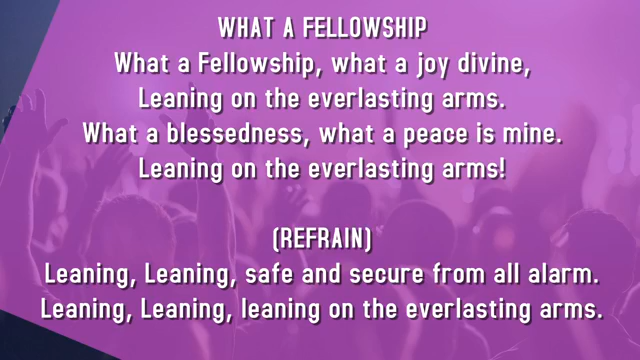 WHAT A FELLOWSHIP
What a Fellowship, what a joy divine,
Leaning on the everlasting arms.
What a blessedness, what a peace is mine.
Leaning on the everlasting arms!
(REFRAIN)
Leaning, Leaning, safe and secure from all alarm.
Leaning, Leaning, leaning on the everlasting arms.